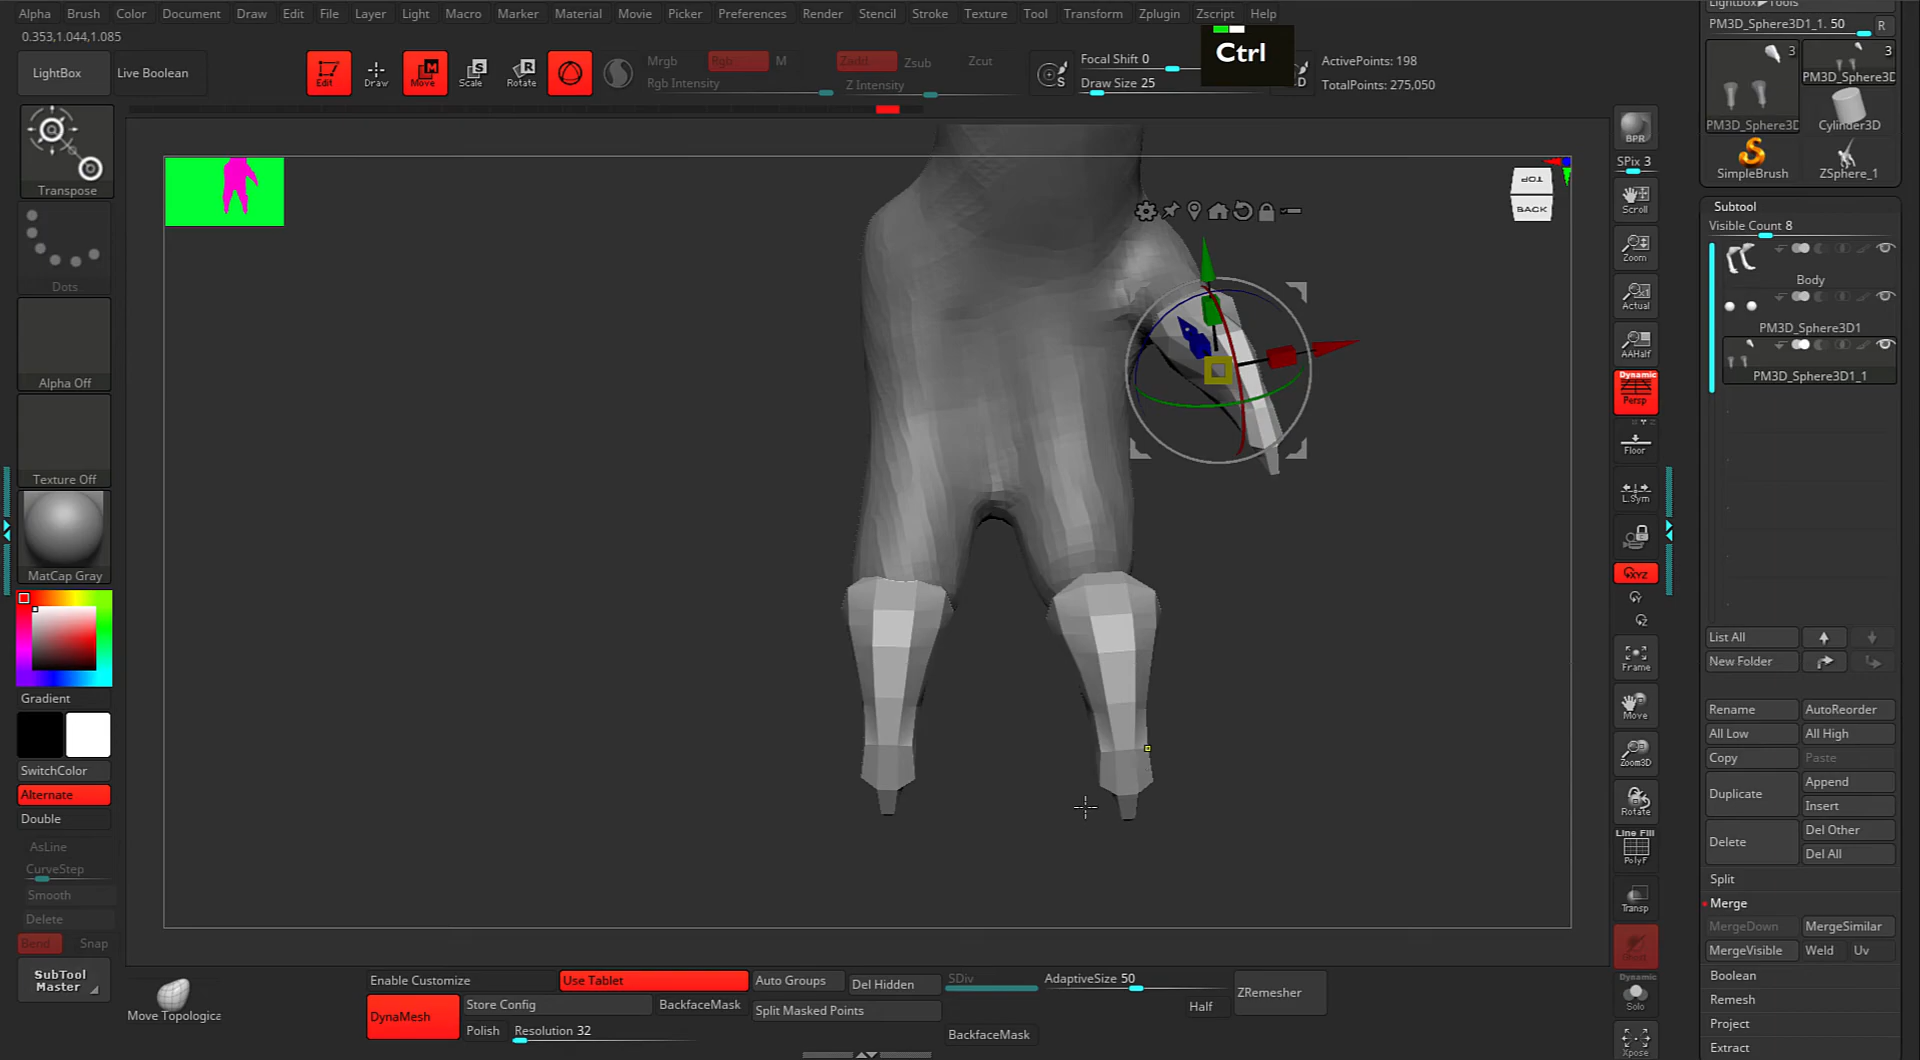 Alpha Brush Color Document Draw Edit File Layer Light Macro Marker Material Movie Picker Preferences Render Stencil Stroke Texture Tool Transform Zplugin Zscript Help
0.353,1.044,1.085
LightBox
Live Boolean
Edit
Draw
Move
Scale
Rotate
Mrgb Rgb M
Rgb Intensity
Zadd Zsub Zcut
Z Intensity
S
Focal Shift 0
Draw Size 25
Ctrl
D
ActivePoints: 198
TotalPoints: 275,050
Transpose
Dots
Alpha Off
Texture Off
MatCap Gray
Gradient
SwitchColor
Alternate
Double
AsLine
CurveStep
Smooth
Delete
Bend Snap
SubTool
Master
Move Topologica
TOP
BACK
Enable Customize
Use Tablet
Auto Groups
Del Hidden
SDiv
AdaptiveSize 50
Half
ZRemesher
DynaMesh
Store Config
BackfaceMask
Split Masked Points
Polish
Resolution 32
BackfaceMask
BPR
SPix 3
Scroll
Zoom
Actual
AAHalf
Dynamic
Persp
Floor
L.Sym
XYZ
Frame
Move
Zoom3D
Rotate
Line Fill
PolyF
Transp
Ghost
Dynamic
Solo
Xpose
PM3D_Sphere3D1_1. 50
R
3
3
PM3D_Sphere3D
PM3D_Sphere3D
Cylinder3D
SimpleBrush
ZSphere_1
Subtool
Visible Count 8
Body
PM3D_Sphere3D1
PM3D_Sphere3D1_1
List All
New Folder
Rename
AutoReorder
All Low
All High
Copy
Paste
Duplicate
Append
Insert
Delete
Del Other
Del All
Split
Merge
MergeDown
MergeSimilar
MergeVisible
Weld
Uv
Boolean
Remesh
Project
Extract